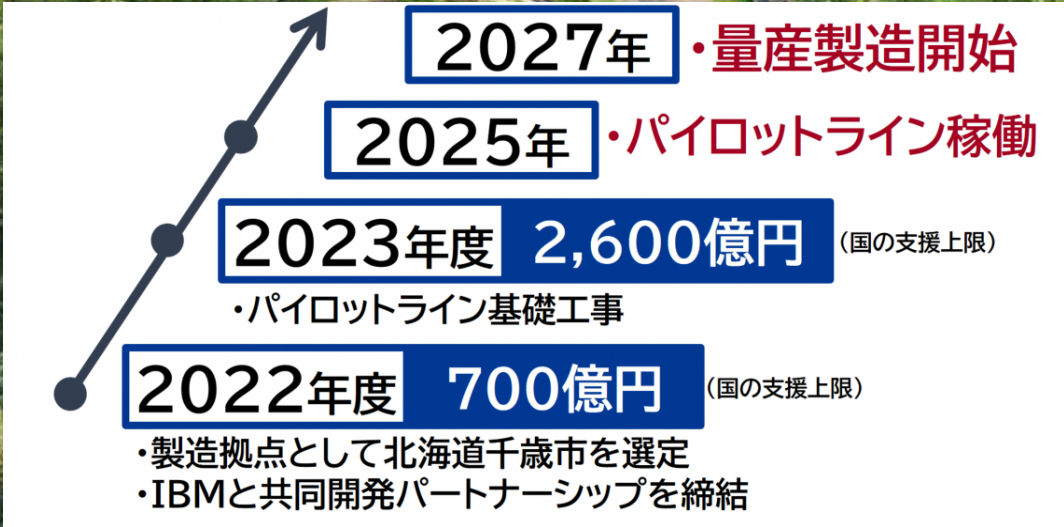 2027年 ・量産製造開始
2025年 ・パイロットライン稼働
2023年度 2,600億円 (国の支援上限)
・パイロットライン基礎工事
2022年度 700億円 (国の支援上限)
・製造拠点として北海道千歳市を選定
・IBMと共同開発パートナーシップを締結